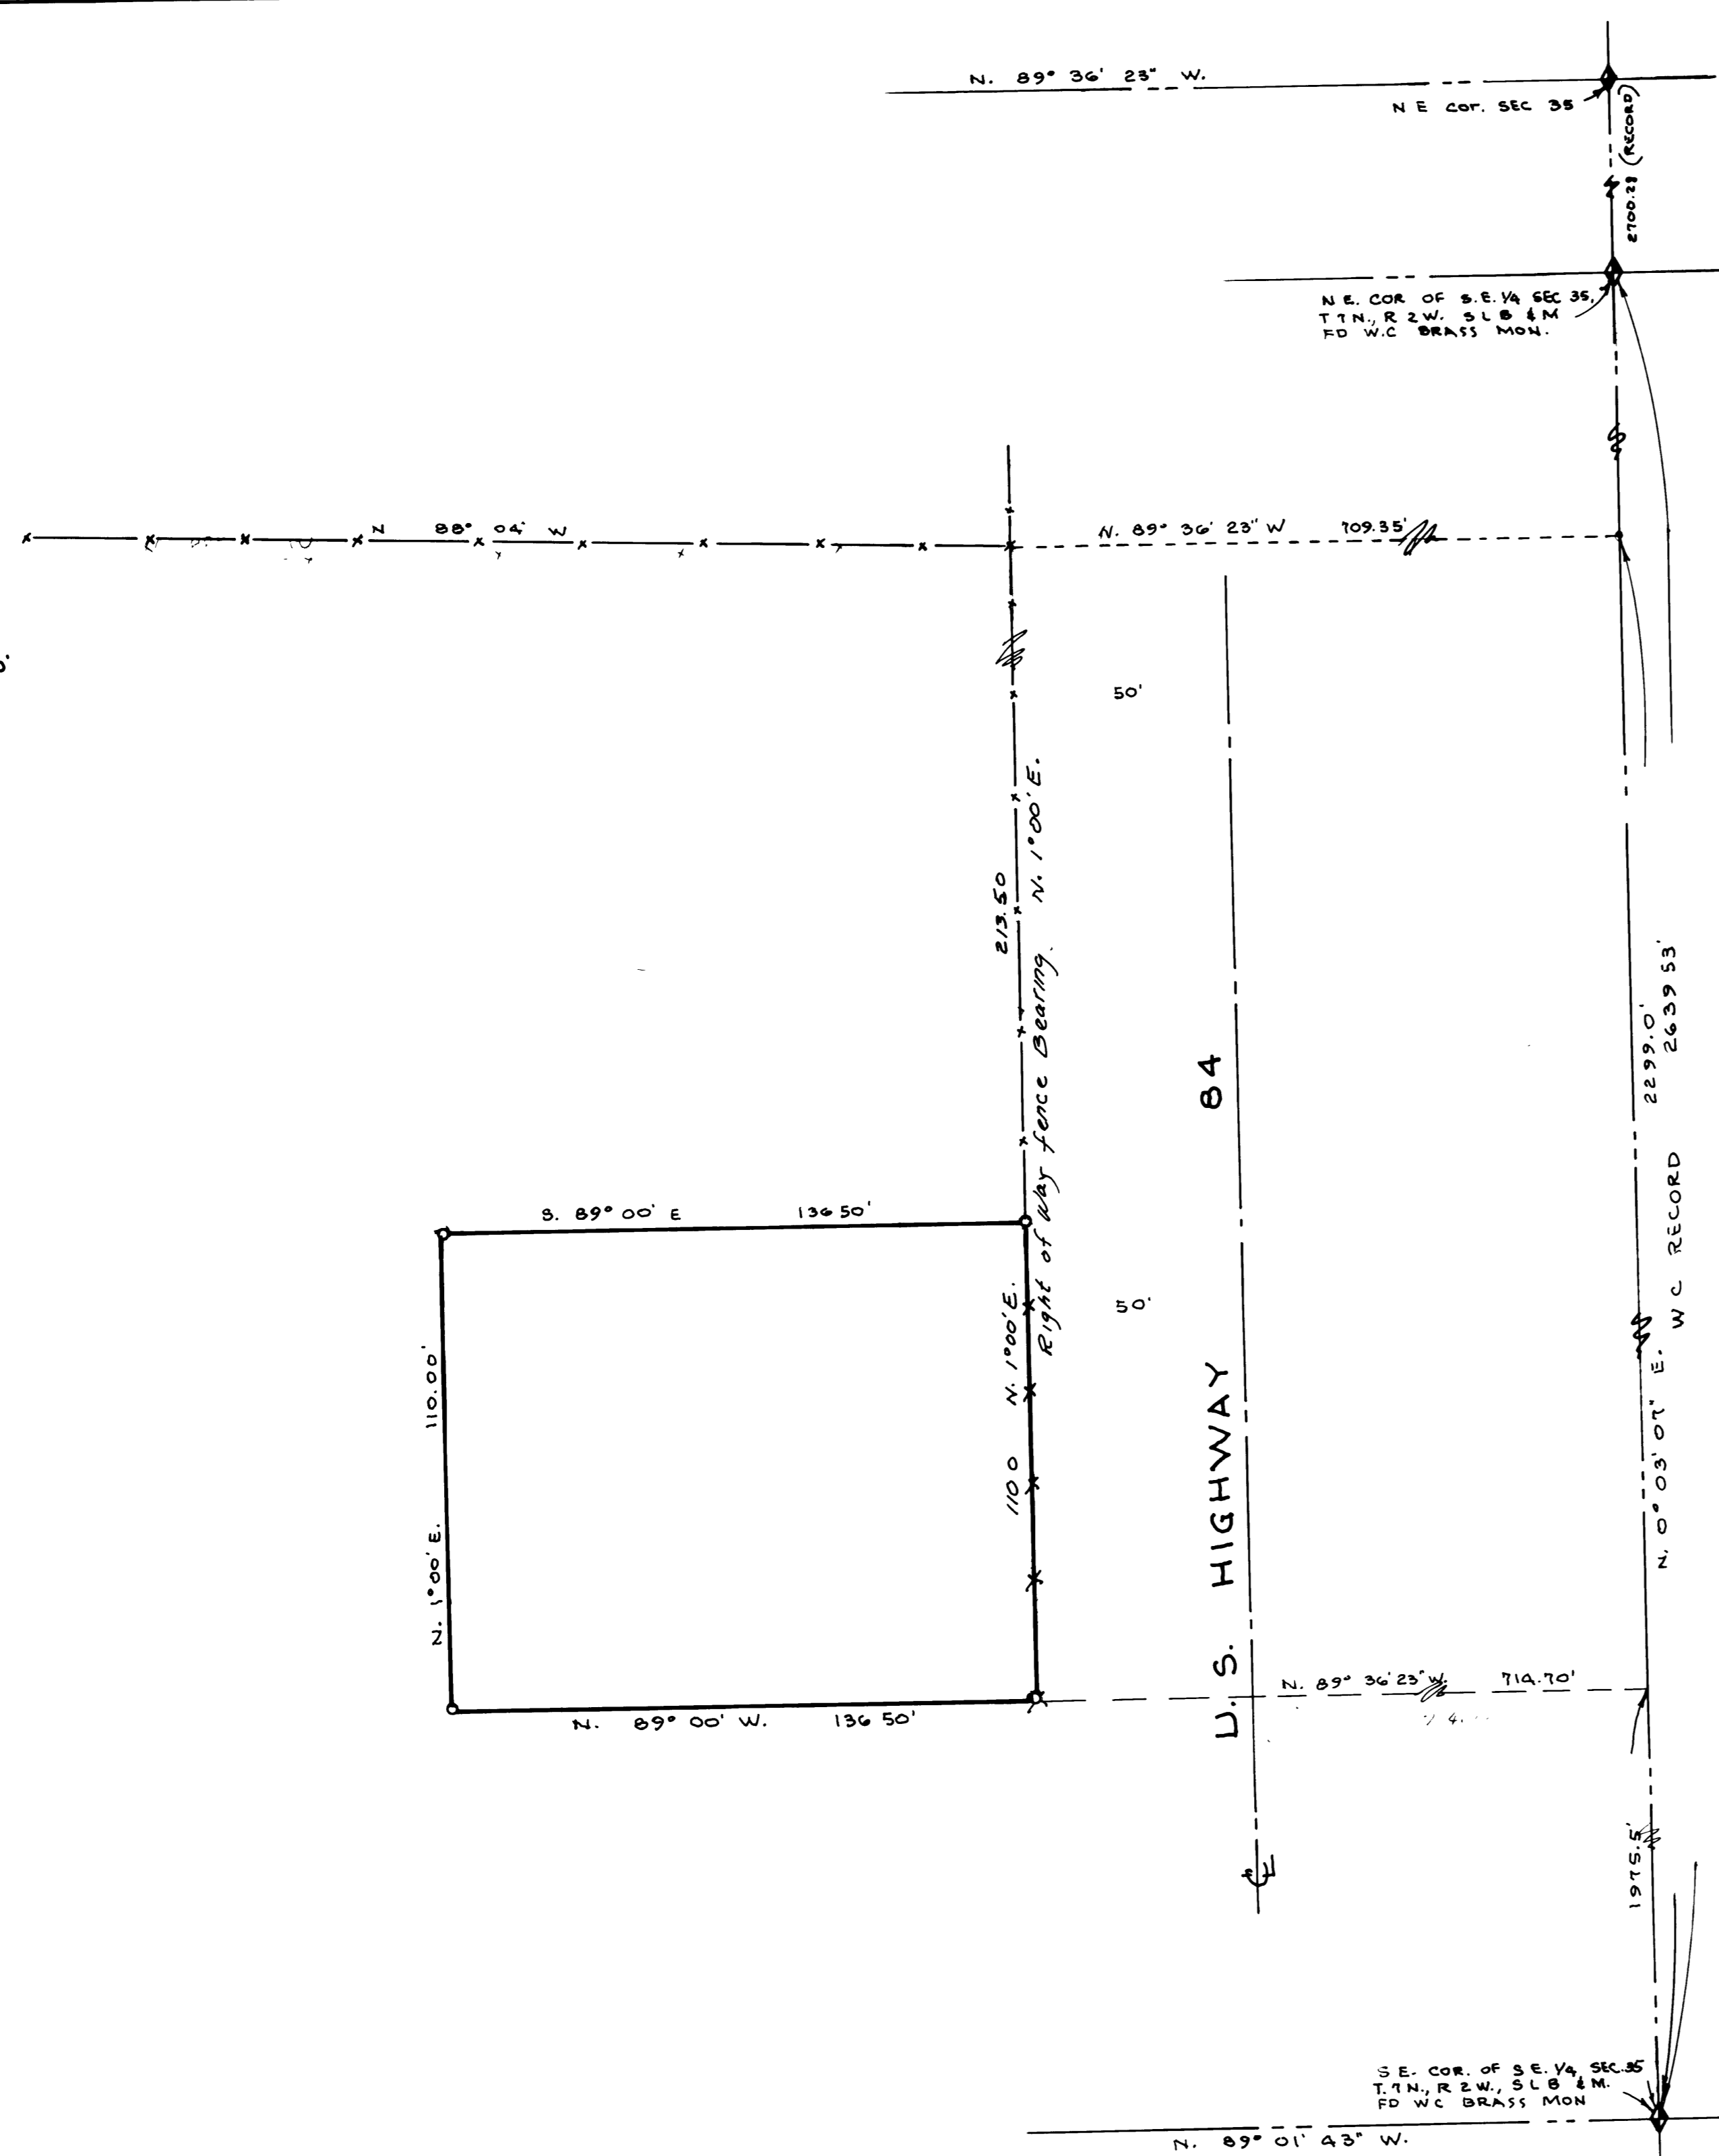 N. 89° 36' 23" W.
N E cor. SEC 35
2700.28 (RECORD)
N E. COR OF S.E. 1/4 SEC 35,
T 7 N., R 2 W. S L B & M
FD W.C BRASS MON.
N 88° 04' W
N. 89° 36' 23" W 709.35'
50'
213.50
Right of Way fence Bearing. N. 1° 00' E.
U.S. HIGHWAY 84
2299.0'
N. 0° 03' 07" E. W C RECORD 2639 53'
S. 89° 00' E 136 50'
50'
N. 1° 00' E. 110.00'
110 0 N. 1° 00' E.
N. 89° 36' 23" W. 714.70'
N. 89° 00' W. 136 50'
1975.5'
S E. COR. OF S E. 1/4, SEC. 35
T. 7 N., R 2 W., S L B & M.
FD WC BRASS MON
N. 89° 01' 43" W.